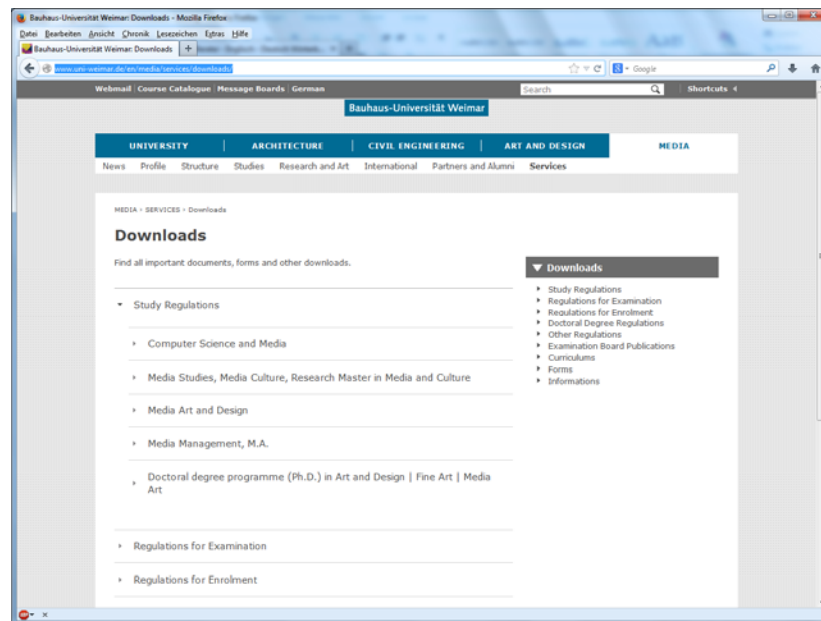 Bauhaus-Universität Weimar: Downloads - Mozilla Firefox
Datei Bearbeiten Ansicht Chronik Lesezeichen Extras Hilfe
Bauhaus-Universität Weimar: Downloads +
www.uni-weimar.de/en/media/services/downloads/ Google
Webmail Course Catalogue Message Boards German Search Shortcuts
Bauhaus-Universität Weimar
UNIVERSITY ARCHITECTURE CIVIL ENGINEERING ART AND DESIGN MEDIA
News Profile Structure Studies Research and Art International Partners and Alumni Services
MEDIA > SERVICES > Downloads
Downloads
Find all important documents, forms and other downloads.
Study Regulations
Computer Science and Media
Media Studies, Media Culture, Research Master in Media and Culture
Media Art and Design
Media Management, M.A.
Doctoral degree programme (Ph.D.) in Art and Design | Fine Art | Media
Art
Regulations for Examination
Regulations for Enrolment
Downloads
Study Regulations
Regulations for Examination
Regulations for Enrolment
Doctoral Degree Regulations
Other Regulations
Examination Board Publications
Curriculums
Forms
Informations